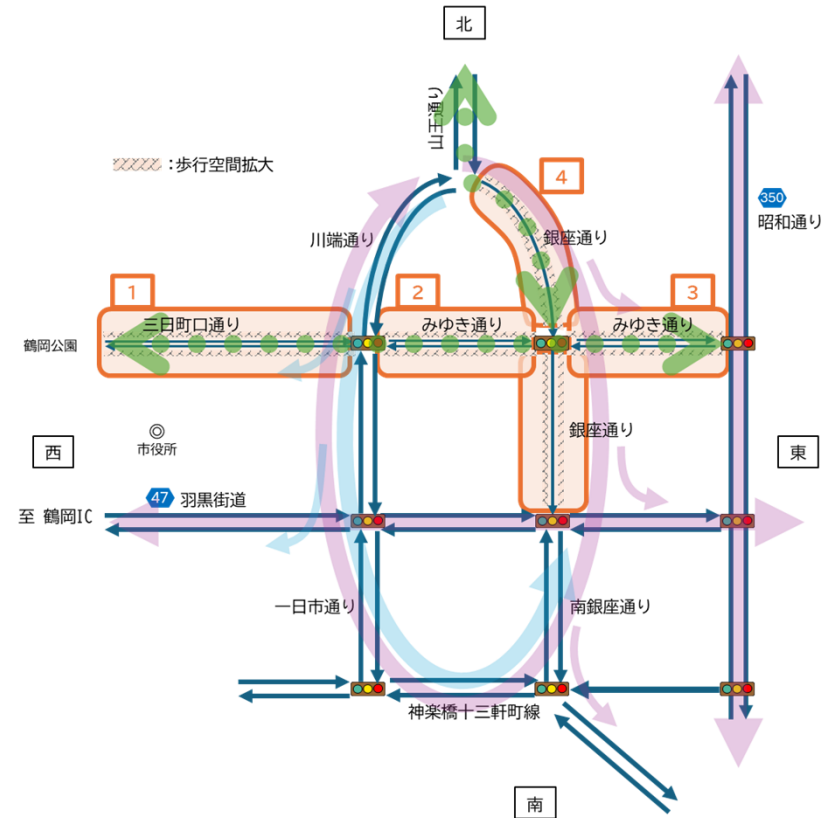 北
山王通り
：歩行空間拡大
4
350
昭和通り
川端通り
銀座通り
1
2
3
三日町口通り
みゆき通り
みゆき通り
鶴岡公園
銀座通り
市役所
西
東
47
羽黒街道
至 鶴岡IC
一日市通り
南銀座通り
神楽橋十三軒町線
南